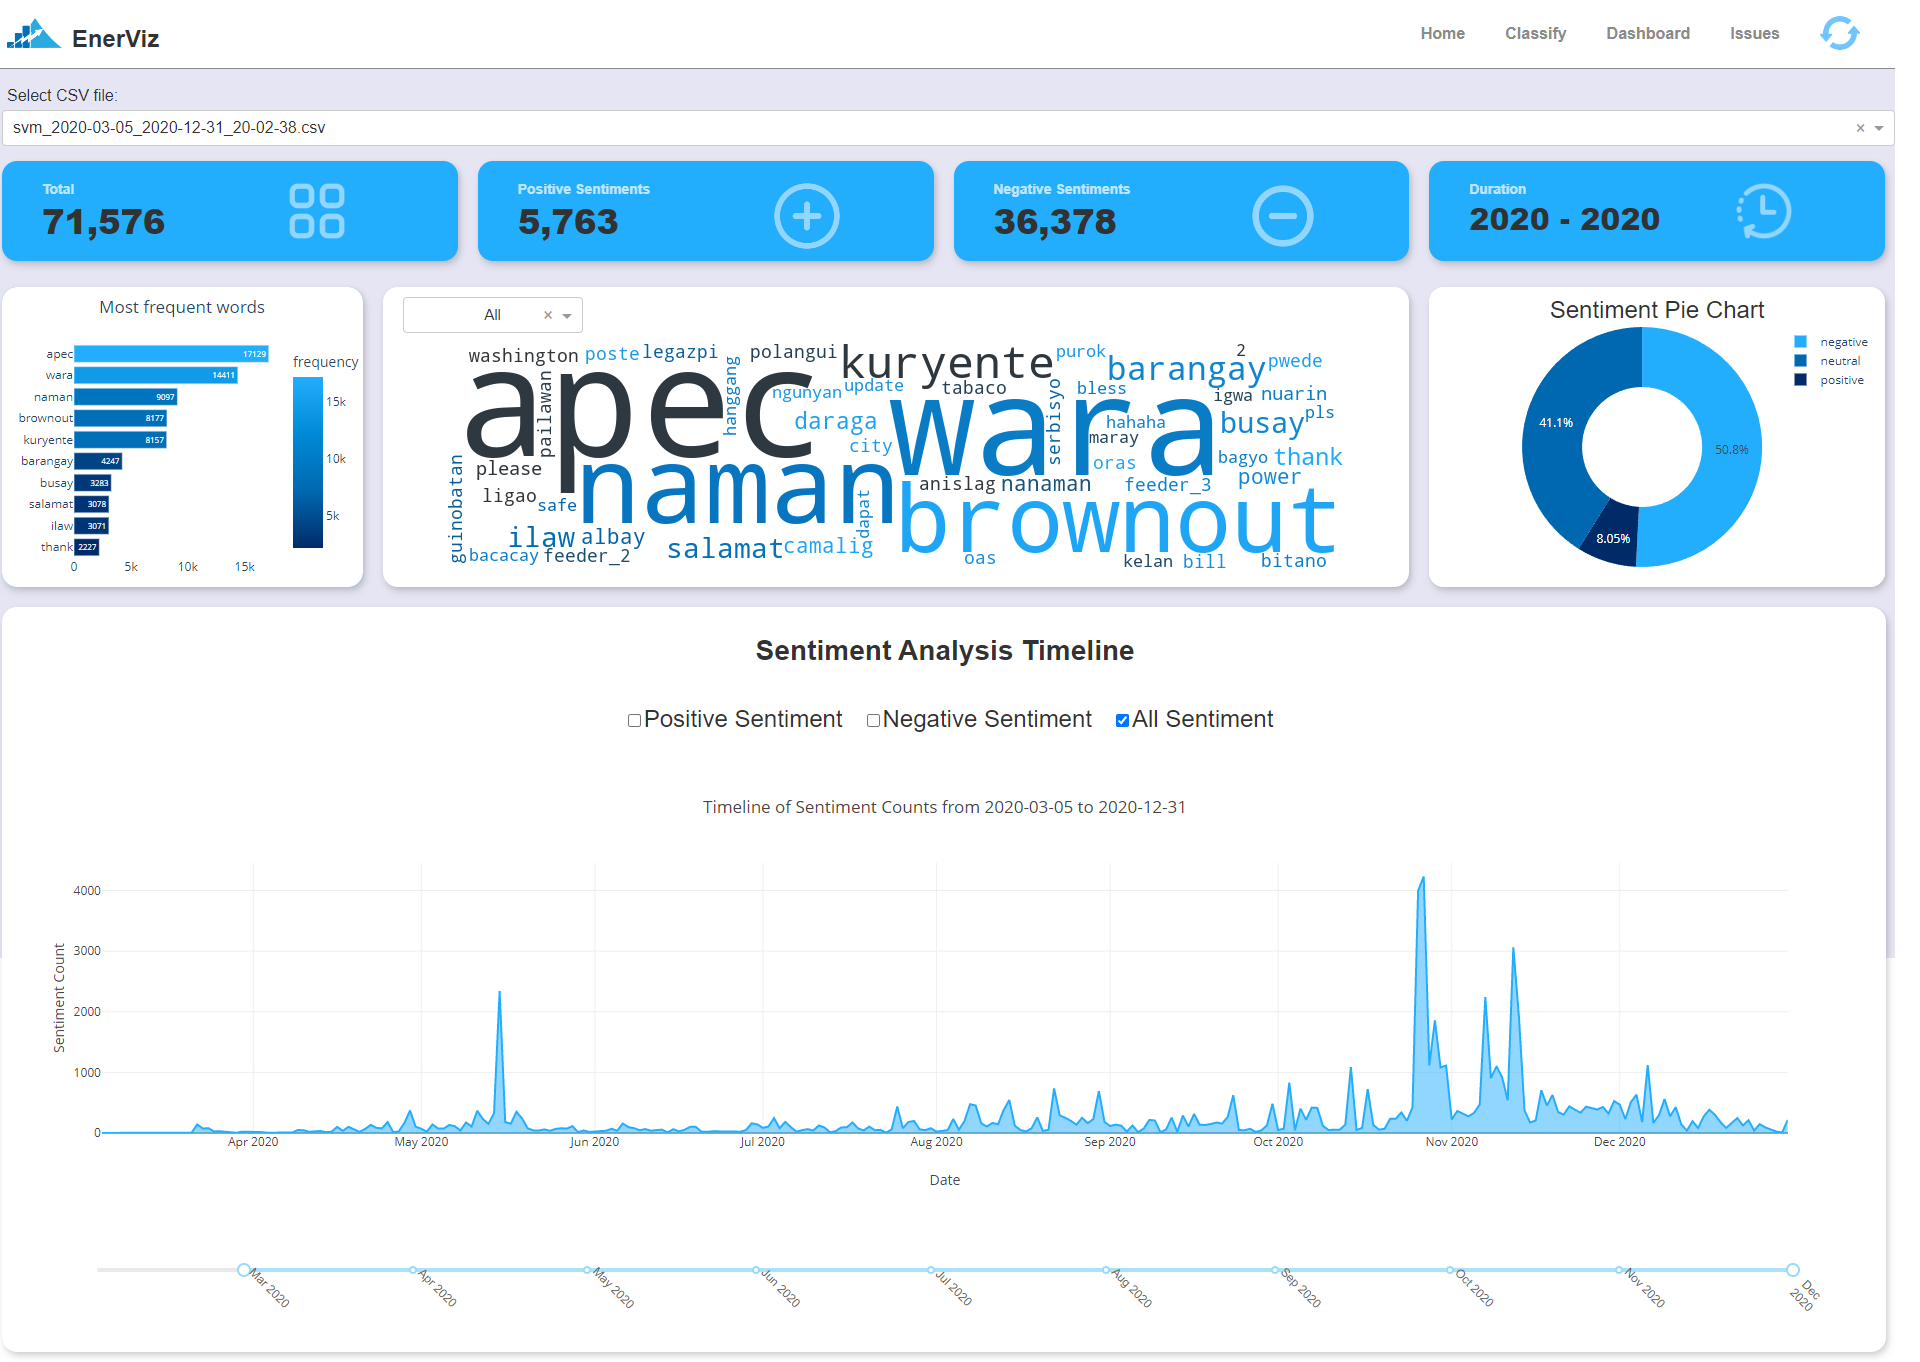 EnerViz
Home Classify Dashboard Issues
Select CSV file:
svm_2020-03-05_2020-12-31_20-02-38.csv
Total
71,576
Positive Sentiments
5,763
Negative Sentiments
36,378
Duration
2020 - 2020
Most frequent words
apec 17129
wara 14411
naman 9097
brownout 8177
kuryente 8157
barangay 4247
busay 3283
salamat 3078
ilaw 3071
thank 2227
0 5k 10k 15k
frequency
15k
10k
5k
All
washington poste legazpi polangui kuryente purok 2
barangay pwede
apec pailawan hanggang ngunyan update tabaco serbisyo bless igwa nuarin
wara daraga hahaha busay pls
city maray
please oras bagyo thank
guinobatan naman anislag nanaman feeder_3 power
ligao safe dapat brownout
ilaw albay salamat camalig
bacacay feeder_2 oas kelan bill bitano
Sentiment Pie Chart
negative
neutral
positive
41.1%
50.8%
8.05%
Sentiment Analysis Timeline
Positive Sentiment Negative Sentiment All Sentiment
Timeline of Sentiment Counts from 2020-03-05 to 2020-12-31
Sentiment Count
4000
3000
2000
1000
0
Apr 2020 May 2020 Jun 2020 Jul 2020 Aug 2020 Sep 2020 Oct 2020 Nov 2020 Dec 2020
Date
Mar 2020 Apr 2020 May 2020 Jun 2020 Jul 2020 Aug 2020 Sep 2020 Oct 2020 Nov 2020 Dec 2020